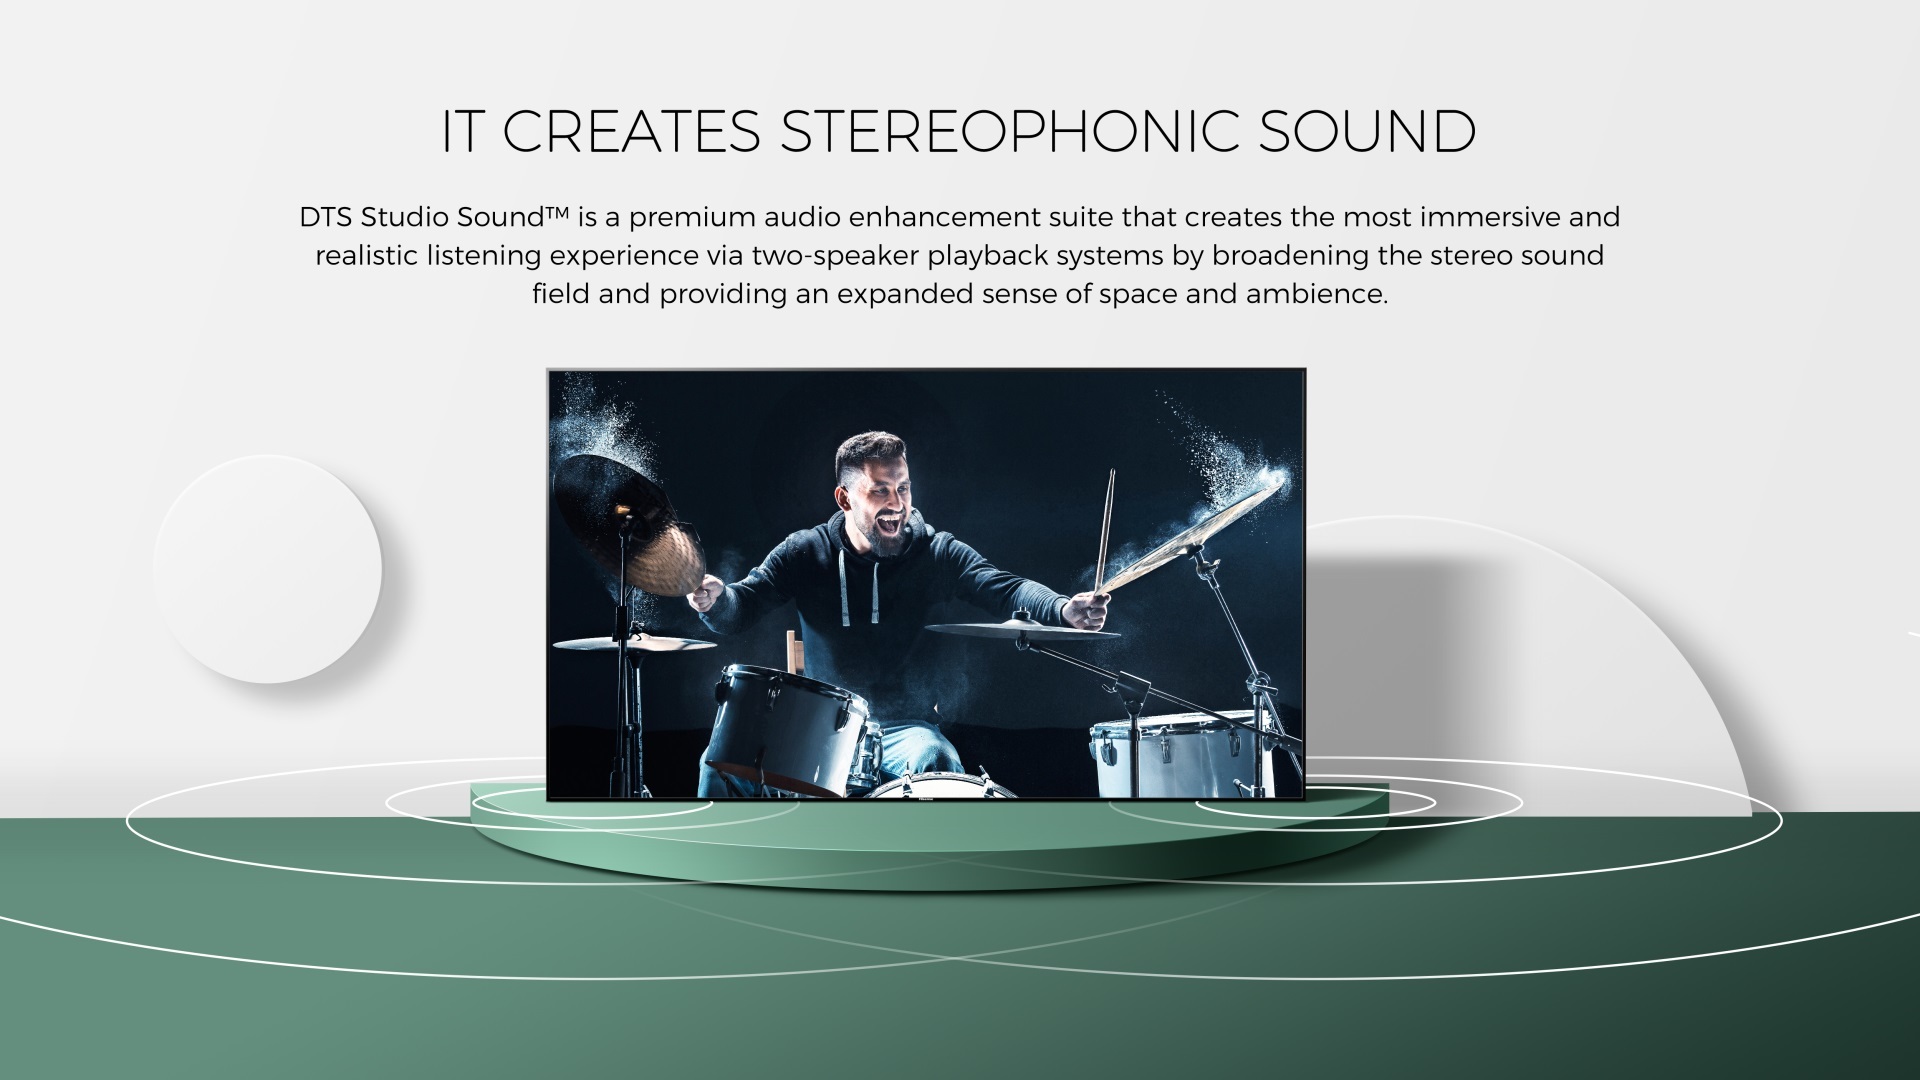 IT CREATES STEREOPHONIC SOUND
DTS Studio Sound™ is a premium audio enhancement suite that creates the most immersive and
realistic listening experience via two-speaker playback systems by broadening the stereo sound
field and providing an expanded sense of space and ambience.
Hisense